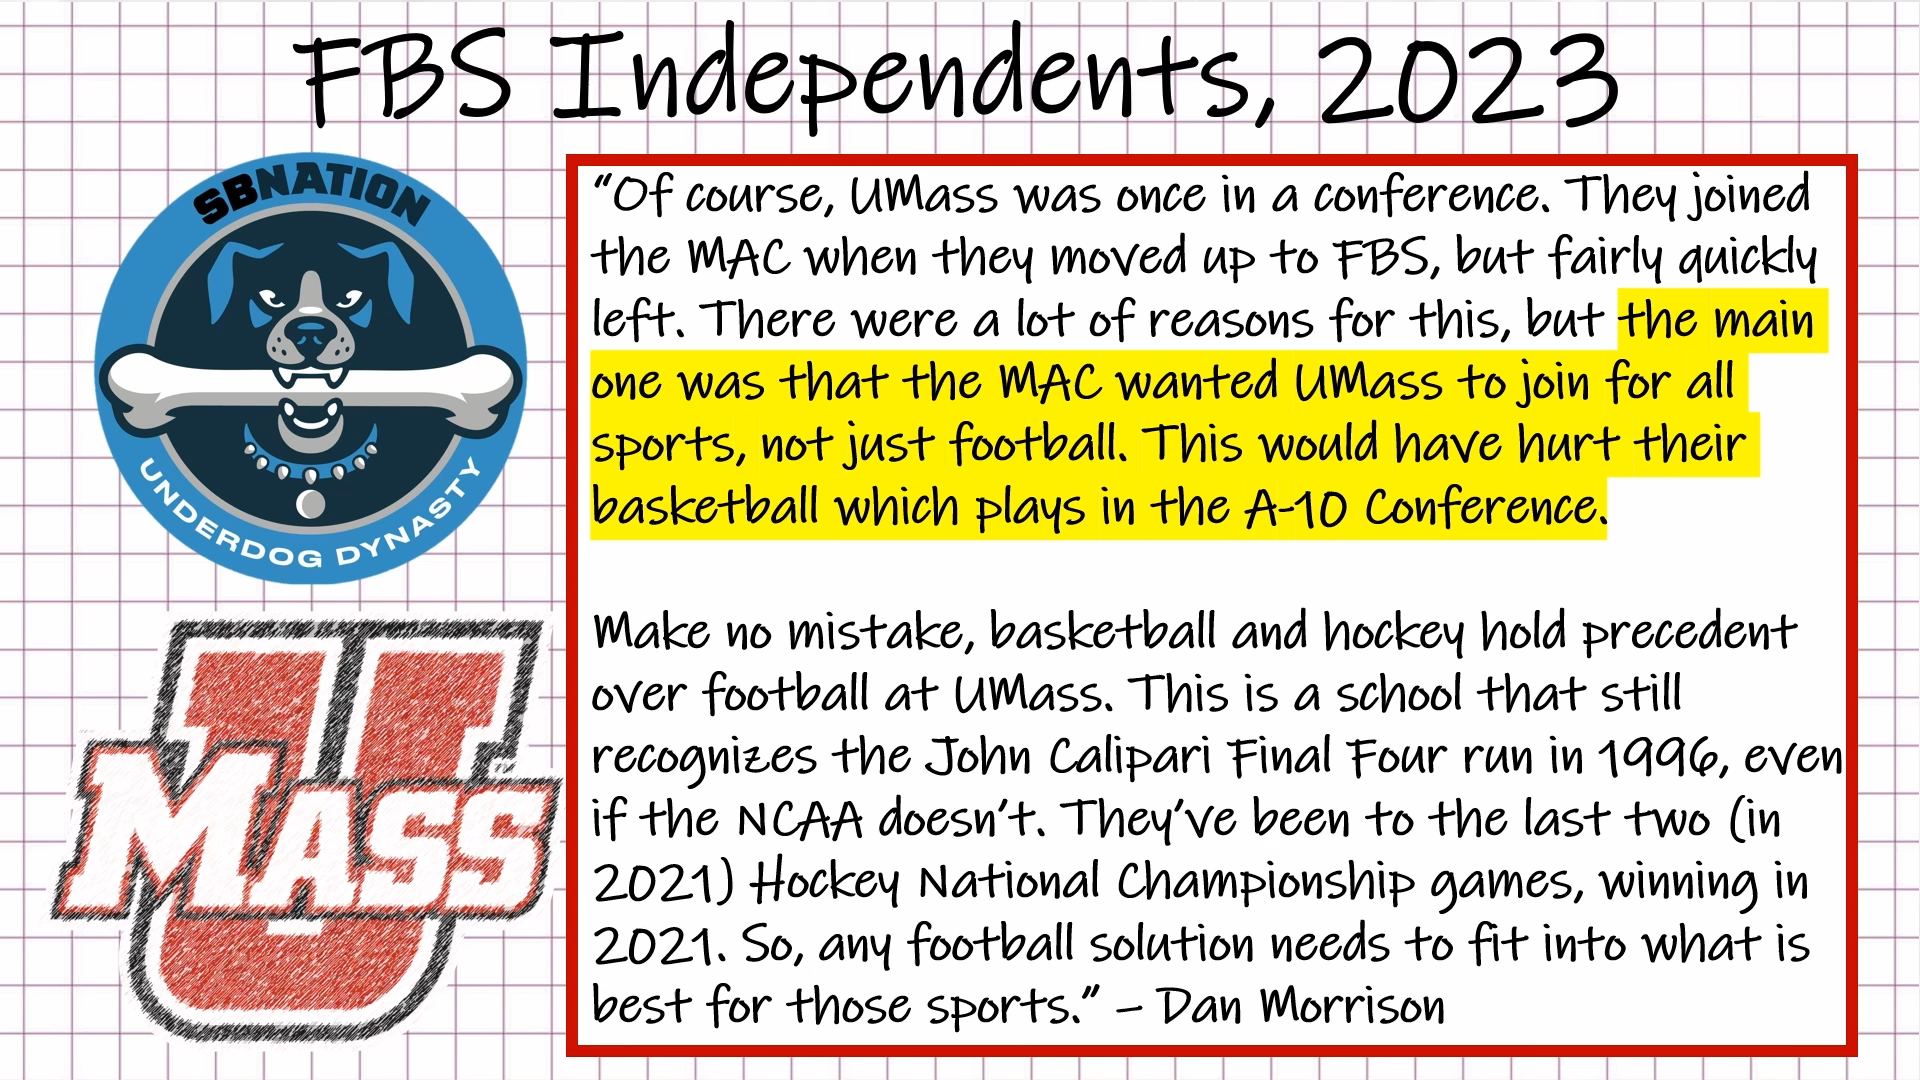 FBS Independents, 2023
SBNATION
UNDERDOG DYNASTY
“Of course, UMass was once in a conference. They joined
the MAC when they moved up to FBS, but fairly quickly
left. There were a lot of reasons for this, but the main
one was that the MAC wanted UMass to join for all
sports, not just football. This would have hurt their
basketball which plays in the A-10 Conference.
Make no mistake, basketball and hockey hold precedent
over football at UMass. This is a school that still
recognizes the John Calipari Final Four run in 1996, even
if the NCAA doesn’t. They’ve been to the last two (in
2021) Hockey National Championship games, winning in
2021. So, any football solution needs to fit into what is
best for those sports.” – Dan Morrison
UMASS
TM